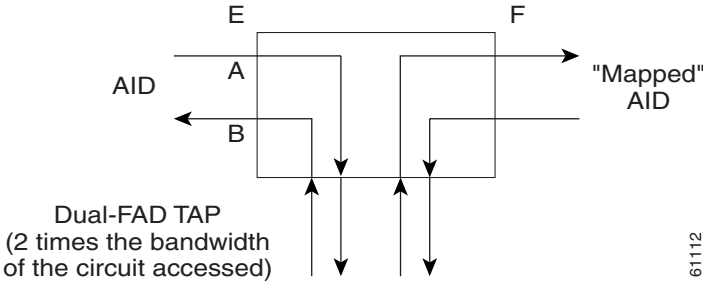 E
F
A
AID
"Mapped"
AID
B
Dual-FAD TAP
(2 times the bandwidth
of the circuit accessed)
61112